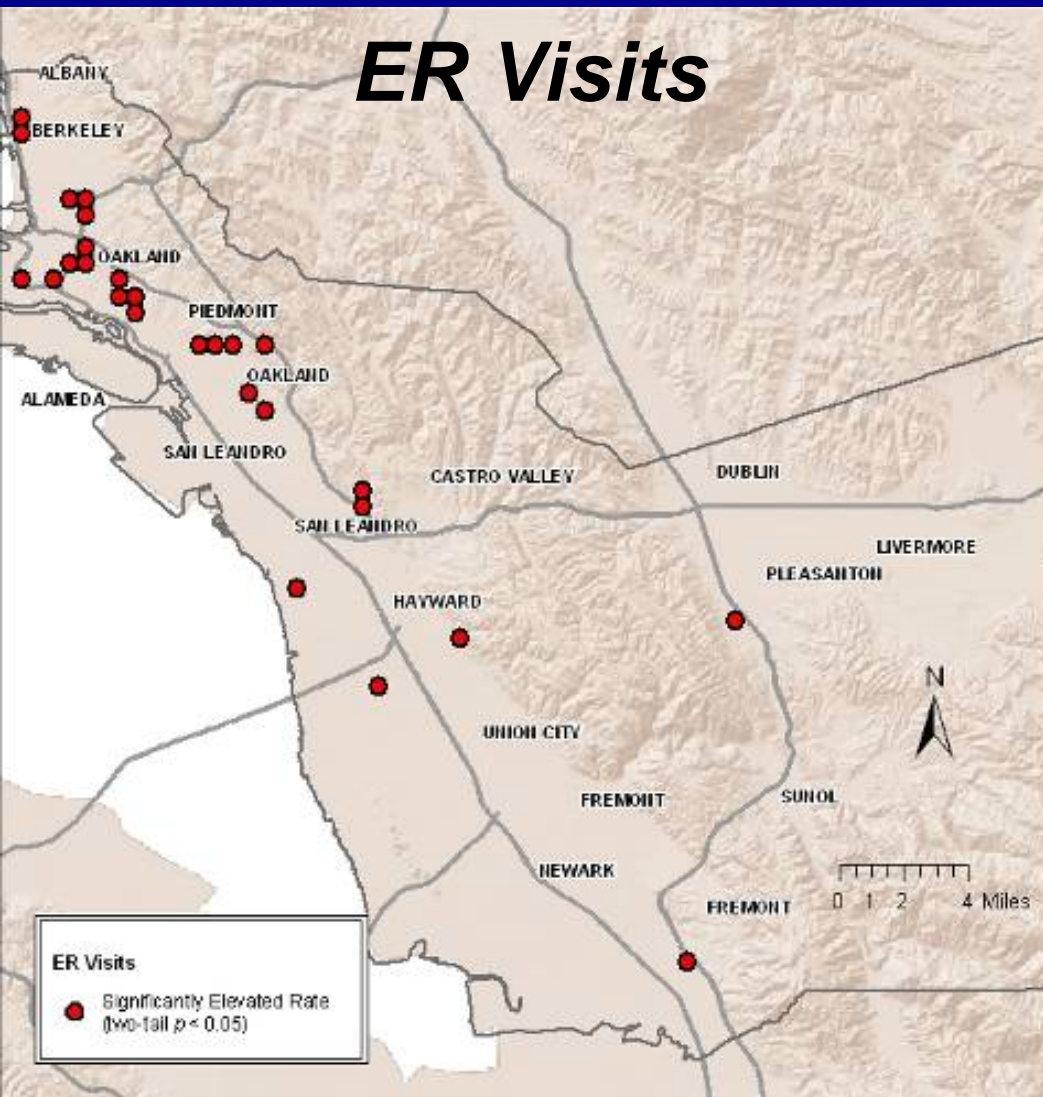 ER Visits
ALBANY
BERKELEY
OAKLAND
PIEDMONT
OAKLAND
ALAMEDA
SAN LEANDRO
CASTRO VALLEY
DUBLIN
SAN LEANDRO
LIVERMORE
PLEASANTON
HAYWARD
N
UNION CITY
FREMONT
SUNOL
NEWARK
FREMONT
0 1 2 4 Miles
ER Visits
Significantly Elevated Rate
(two-tail p < 0.05)